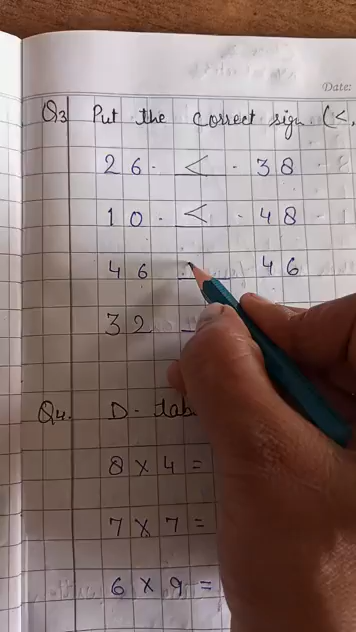 Date:
Q3 Put the correct sign (<,
26. < . 38
10. < . 48
46 _ 46
32 _
Q4. D - tab
8 × 4 =
7 × 7 =
6 × 9 =